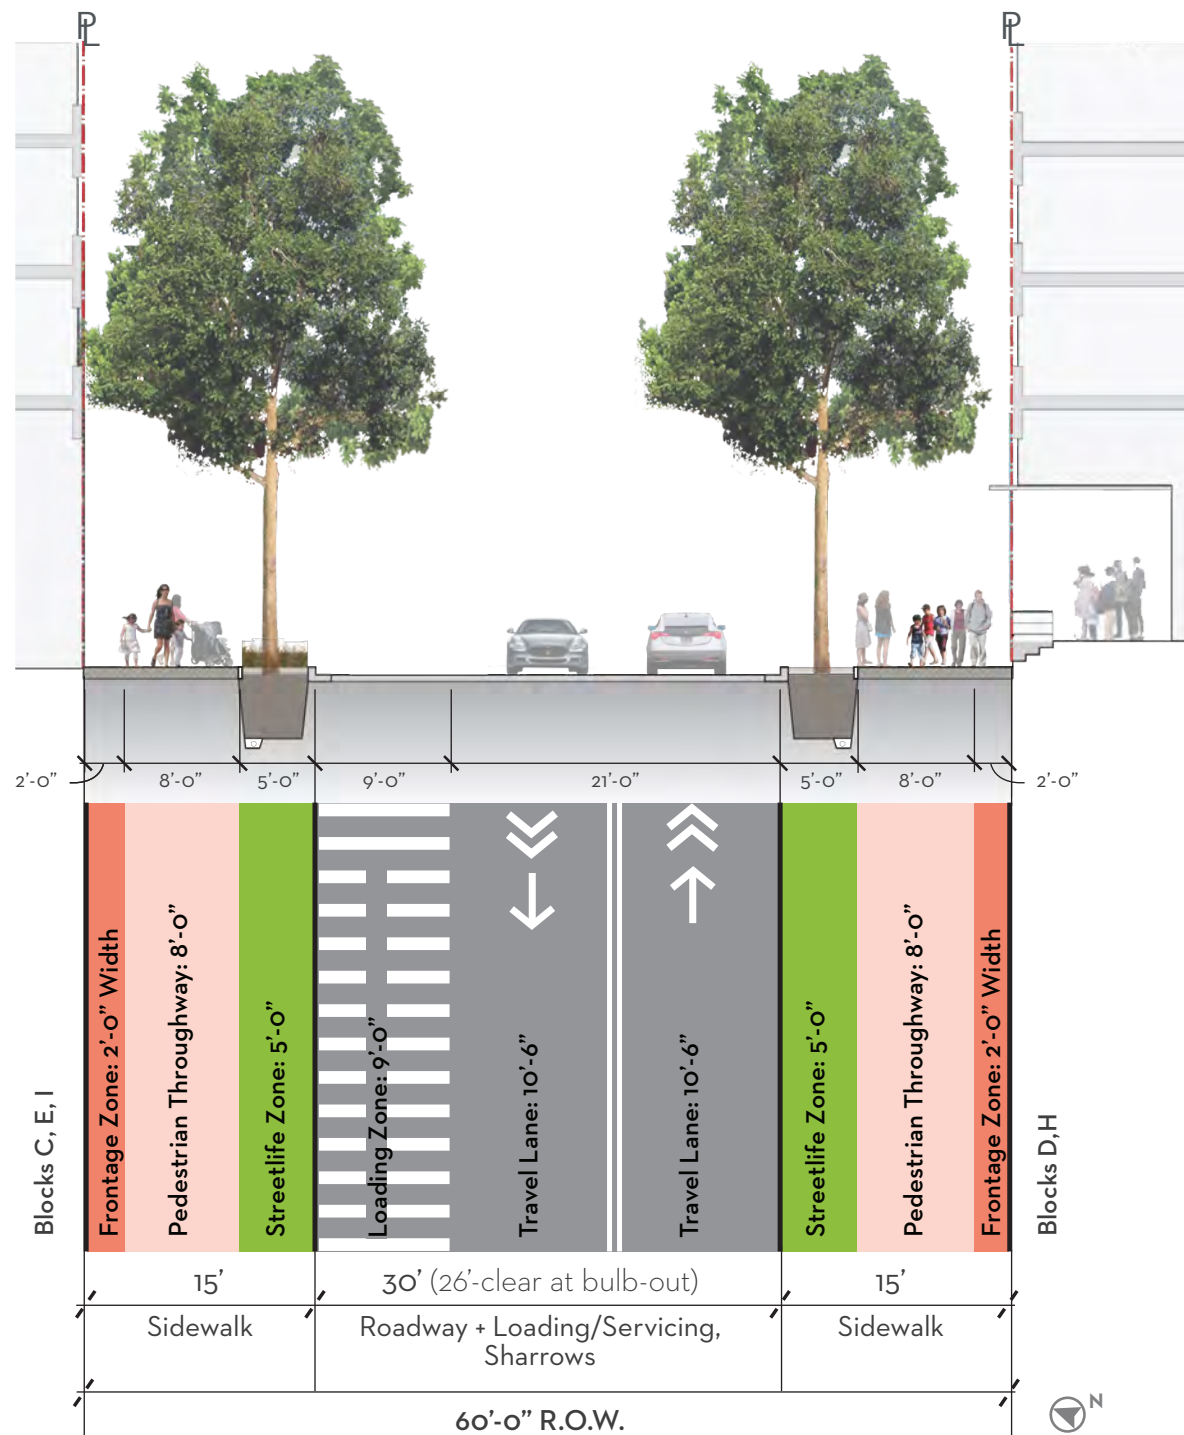 PL
PL
2'-0"
8'-0"
5'-0"
9'-0"
21'-0"
5'-0"
8'-0"
2'-0"
Blocks C, E, I
Frontage Zone: 2'-0" Width
Pedestrian Throughway: 8'-0"
Streetlife Zone: 5'-0"
Loading Zone: 9'-0"
Travel Lane: 10'-6"
Travel Lane: 10'-6"
Streetlife Zone: 5'-0"
Pedestrian Throughway: 8'-0"
Frontage Zone: 2'-0" Width
Blocks D,H
15'
30' (26'-clear at bulb-out)
15'
Sidewalk
Roadway + Loading/Servicing,
Sharrows
Sidewalk
60'-0" R.O.W.
N